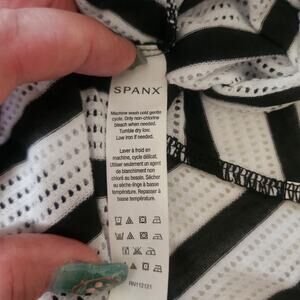 SPANX
Machine wash cold gentle
cycle. Only non-chlorine
bleach when needed.
Tumble dry low.
Low iron if needed.
Laver à froid en
machine, cycle délicat.
Utiliser seulement un agent
de blanchiment non
chloré au besoin. Sécher
au sèche-linge à basse
température. Repasser à
basse température.
RN112121